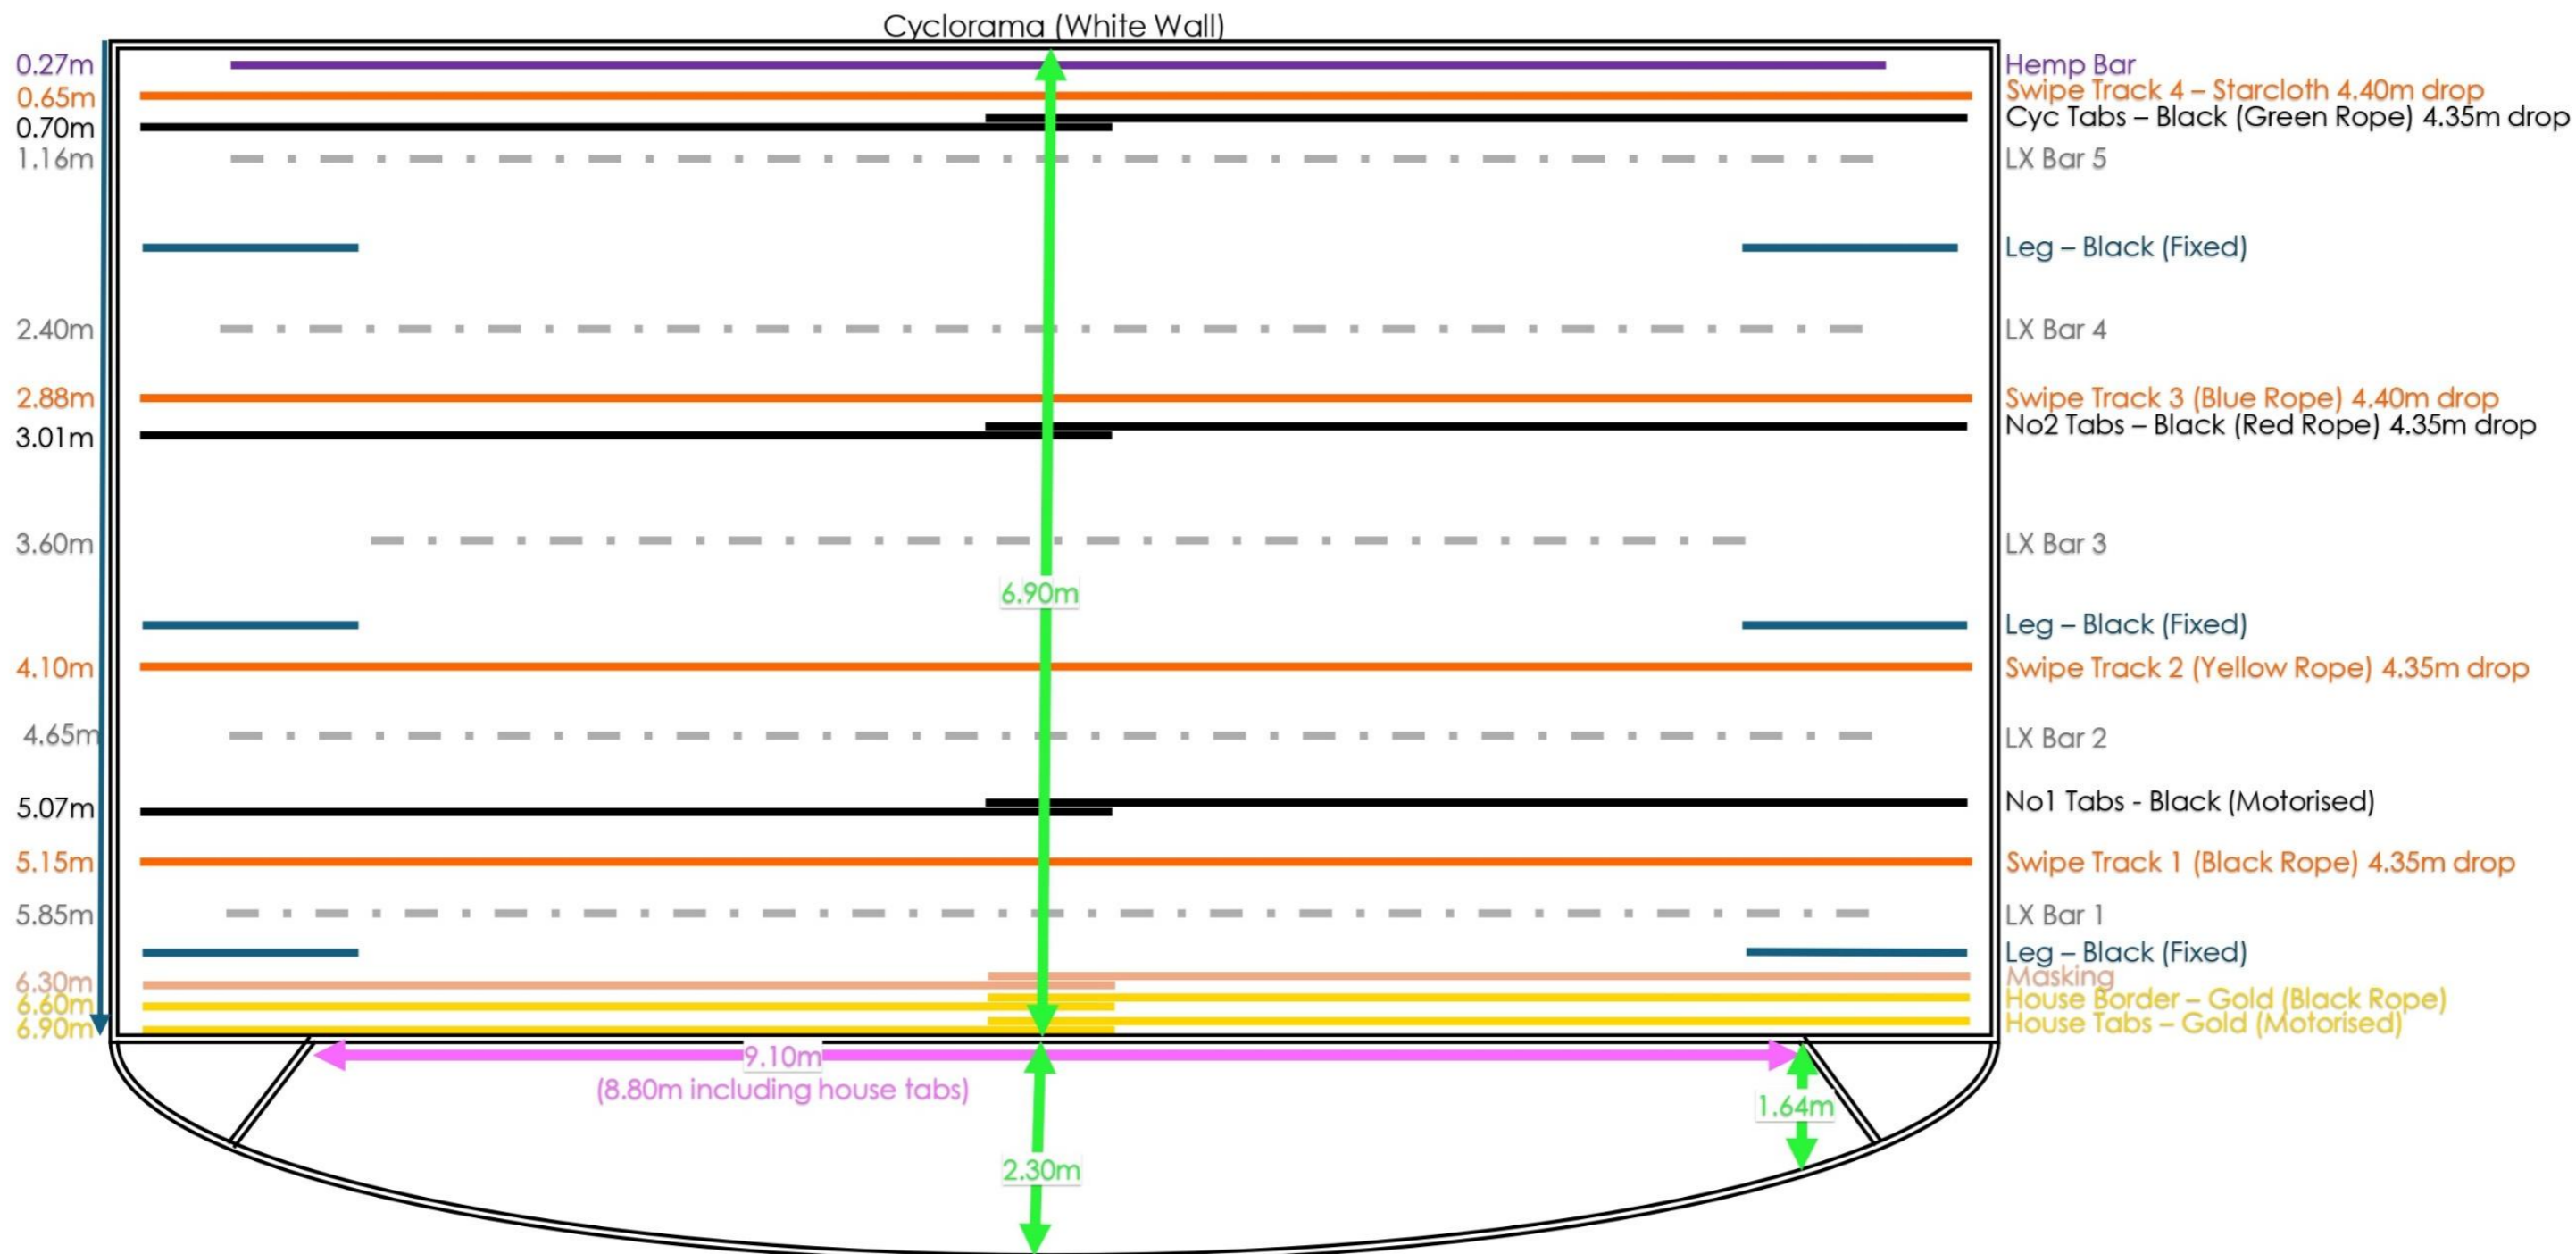 Cyclorama (White Wall)
0.27m Hemp Bar
0.65m Swipe Track 4 – Starcloth 4.40m drop
0.70m Cyc Tabs – Black (Green Rope) 4.35m drop
1.16m LX Bar 5
Leg – Black (Fixed)
2.40m LX Bar 4
2.88m Swipe Track 3 (Blue Rope) 4.40m drop
3.01m No2 Tabs – Black (Red Rope) 4.35m drop
3.60m LX Bar 3
6.90m
Leg – Black (Fixed)
4.10m Swipe Track 2 (Yellow Rope) 4.35m drop
4.65m LX Bar 2
5.07m No1 Tabs - Black (Motorised)
5.15m Swipe Track 1 (Black Rope) 4.35m drop
5.85m LX Bar 1
Leg – Black (Fixed)
6.30m Masking
6.60m House Border – Gold (Black Rope)
6.90m House Tabs – Gold (Motorised)
9.10m
(8.80m including house tabs)
1.64m
2.30m